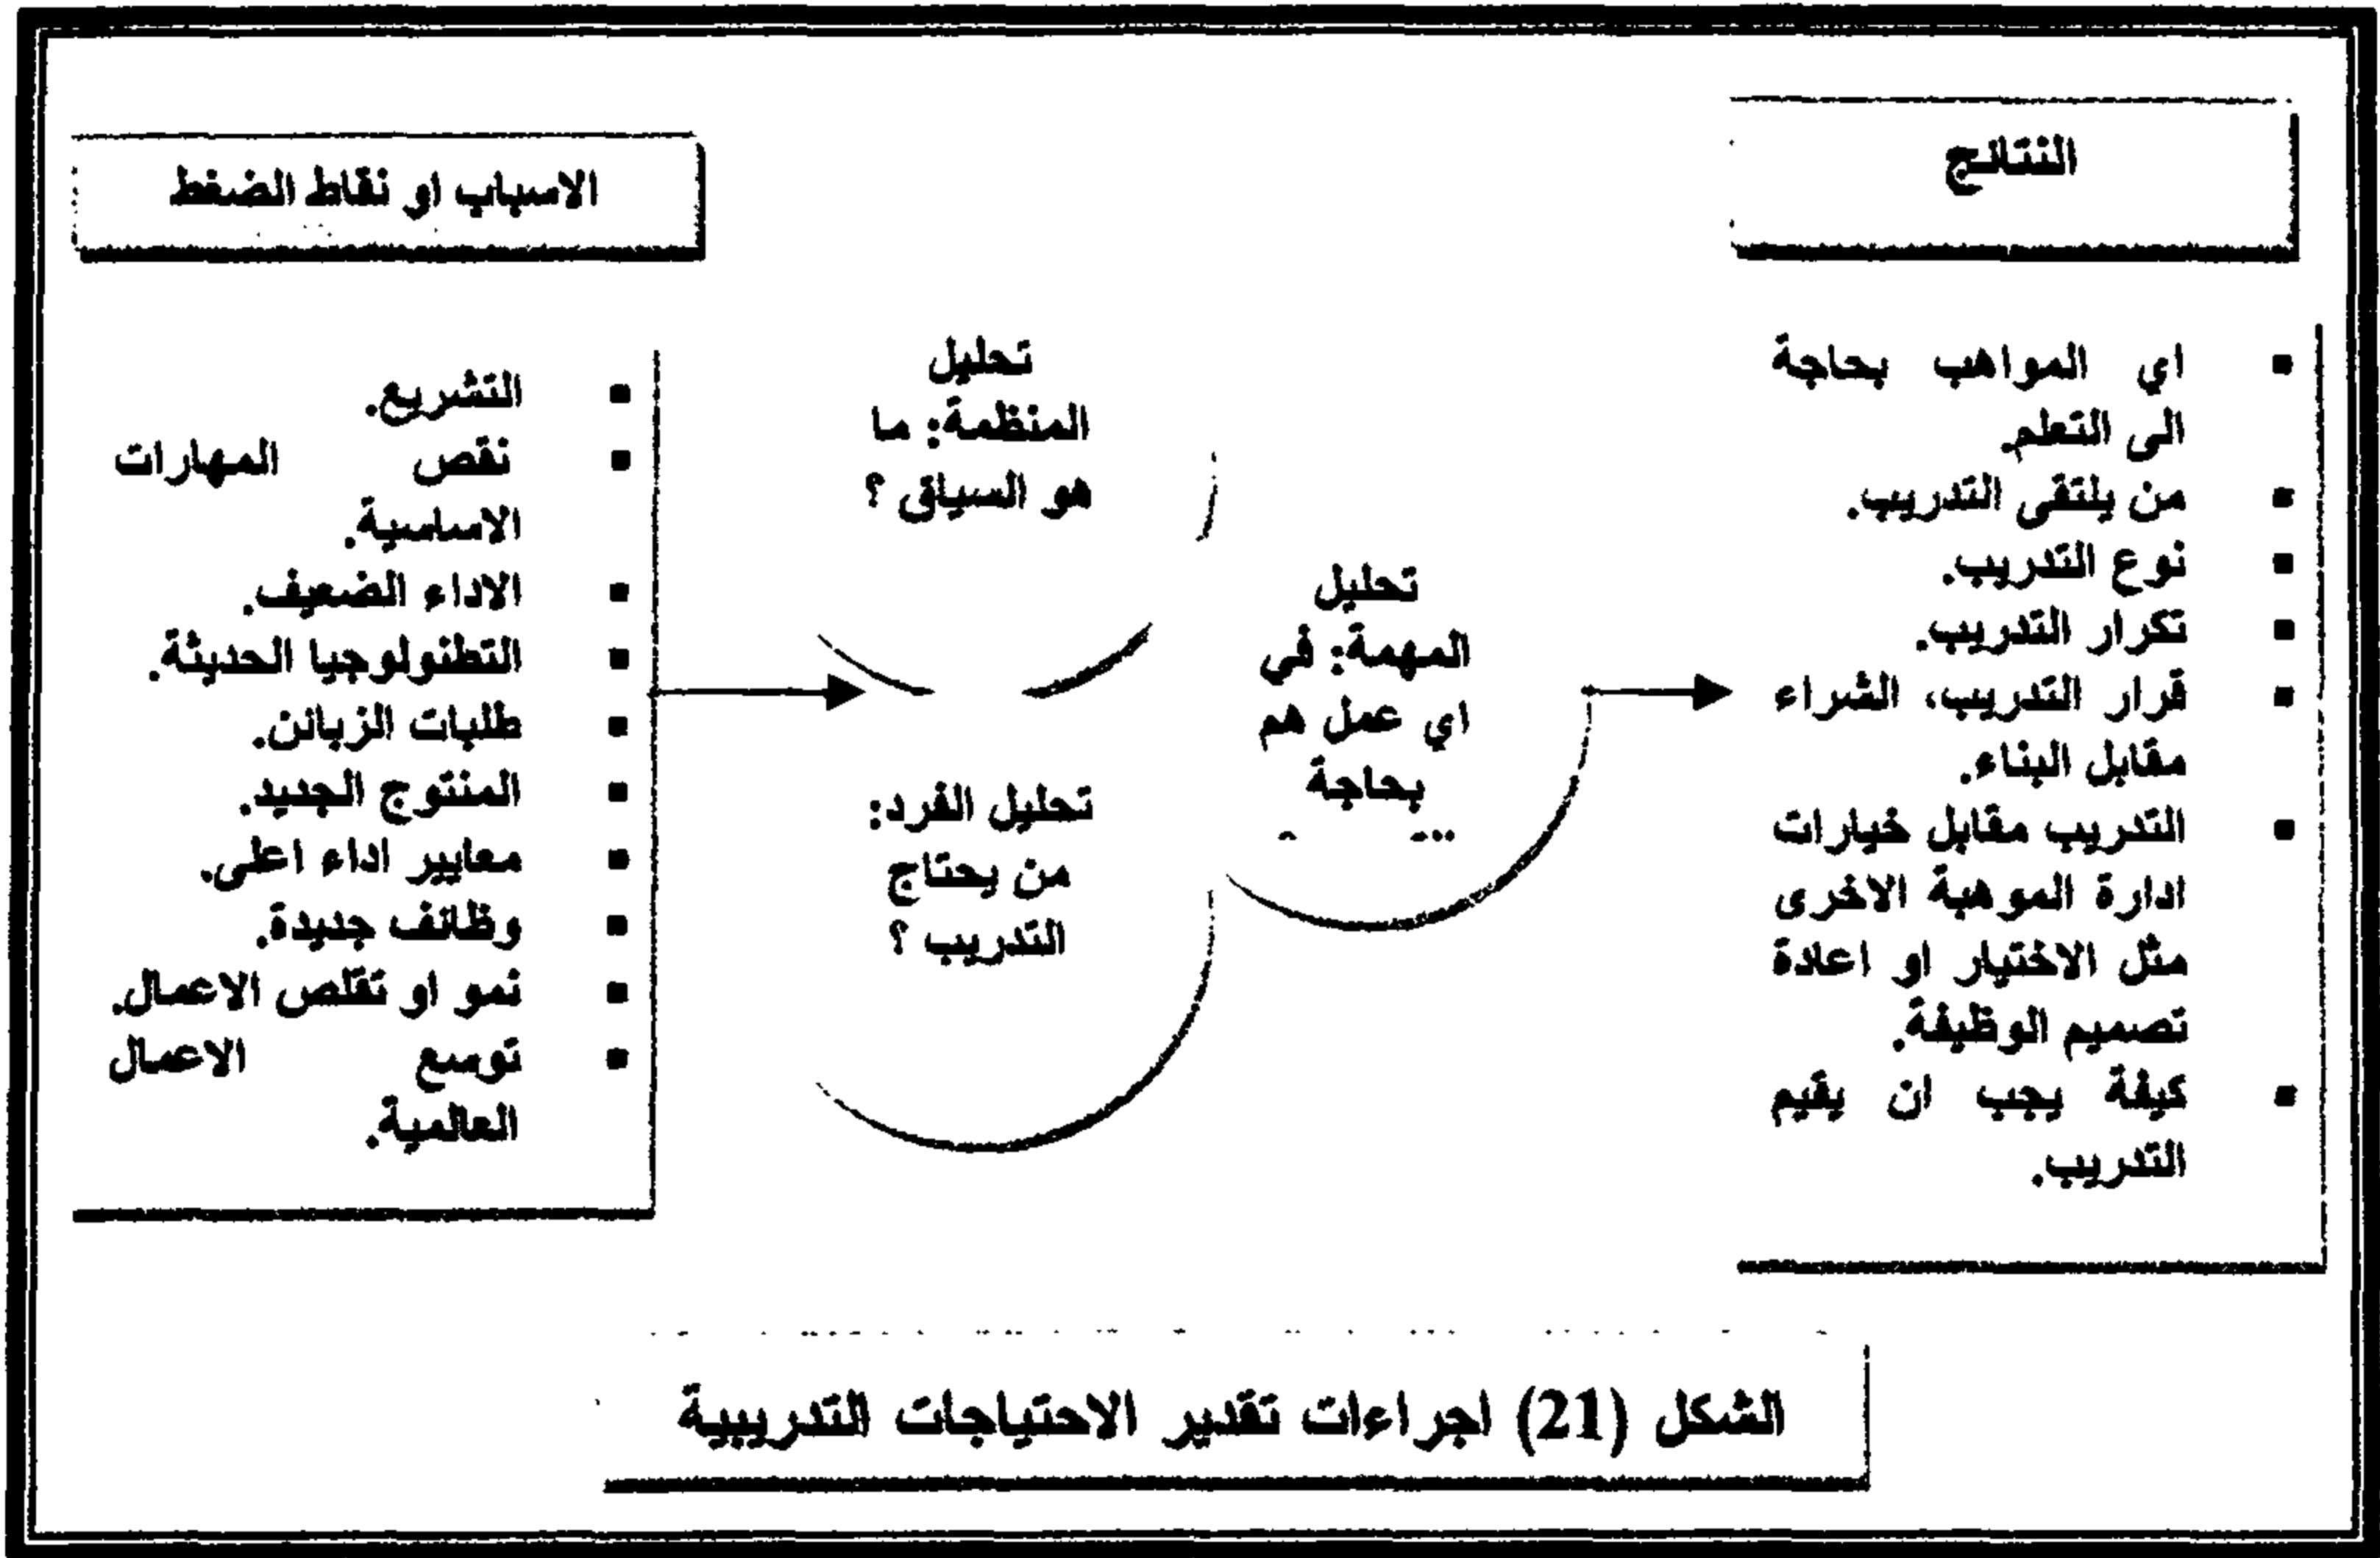 النتائج
اي المواهب بحاجة
الى التعلم
من يلتقى التدريب.
نوع التدريب.
تكرار التدريب.
قرار التدريب، الشراء
مقابل البناء.
التدريب مقابل خيارات
ادارة الموهبة الاخرى
مثل الاختيار او اعادة
تصميم الوظيفة.
كيفة يجب ان يقيم
التدريب.
تحليل
المهمة: في
اي عمل هم
بحاجة
تحليل
المنظمة: ما
هو السياق ؟
تحليل الفرد:
من يحتاج
التدريب ؟
الاسباب او نقاط الضغط
التشريع.
نقص المهارات
الاساسية.
الاداء الضعيف.
التطنولوجيا الحديثة.
طلبات الزبائن.
المنتوج الجديد.
معايير اداء اعلى.
وظائف جديدة.
نمو او تقلص الاعمال.
توسع الاعمال
العالمية.
الشكل (21) اجراءات تقدير الاحتياجات التدريبية